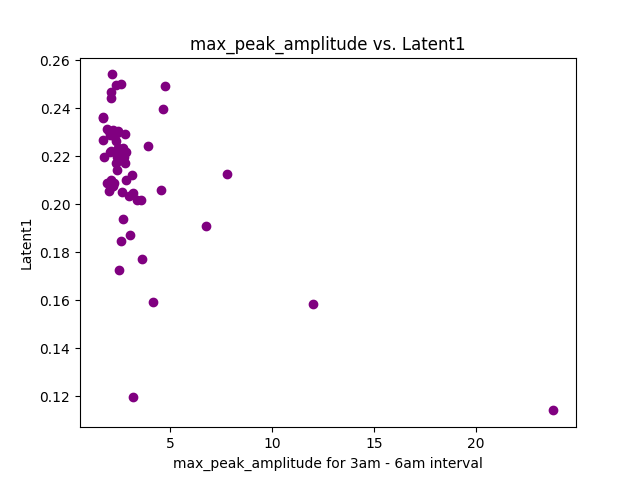 max_peak_amplitude vs. Latent1
0.26
0.24
0.22
0.20
0.18
0.16
0.14
0.12
Latent1
5 10 15 20
max_peak_amplitude for 3am - 6am interval